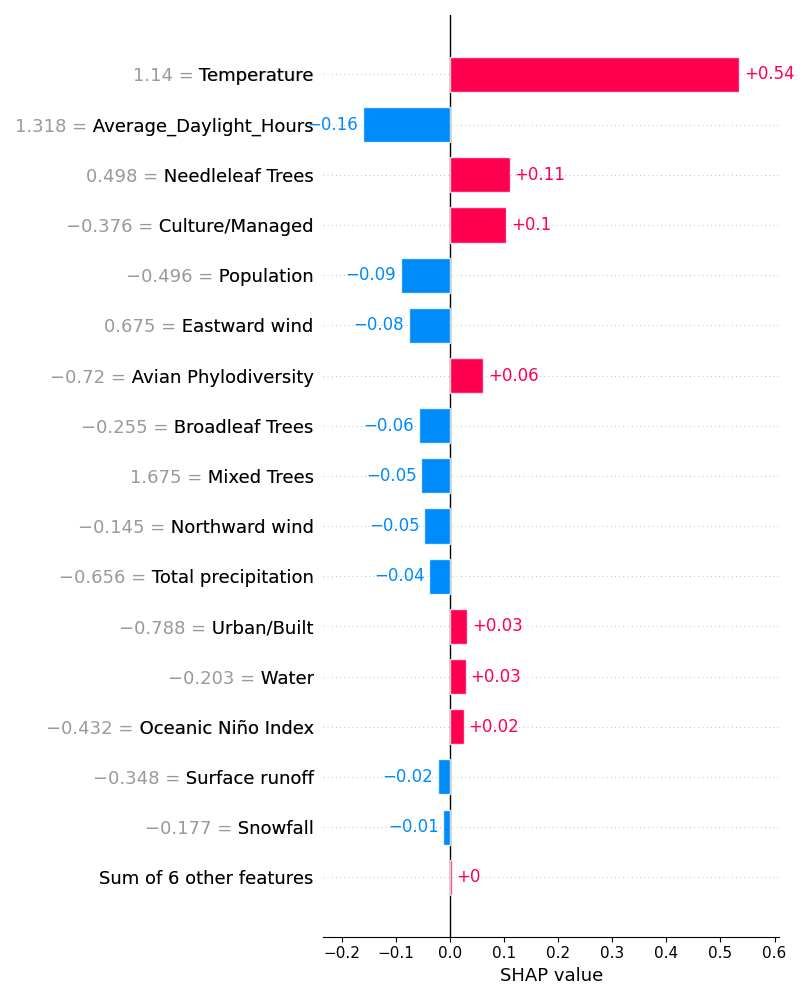 1.14 = Temperature +0.54
1.318 = Average_Daylight_Hours −0.16
0.498 = Needleleaf Trees +0.11
−0.376 = Culture/Managed +0.1
−0.496 = Population −0.09
0.675 = Eastward wind −0.08
−0.72 = Avian Phylodiversity +0.06
−0.255 = Broadleaf Trees −0.06
1.675 = Mixed Trees −0.05
−0.145 = Northward wind −0.05
−0.656 = Total precipitation −0.04
−0.788 = Urban/Built +0.03
−0.203 = Water +0.03
−0.432 = Oceanic Niño Index +0.02
−0.348 = Surface runoff −0.02
−0.177 = Snowfall −0.01
Sum of 6 other features +0
−0.2 −0.1 0.0 0.1 0.2 0.3 0.4 0.5 0.6
SHAP value